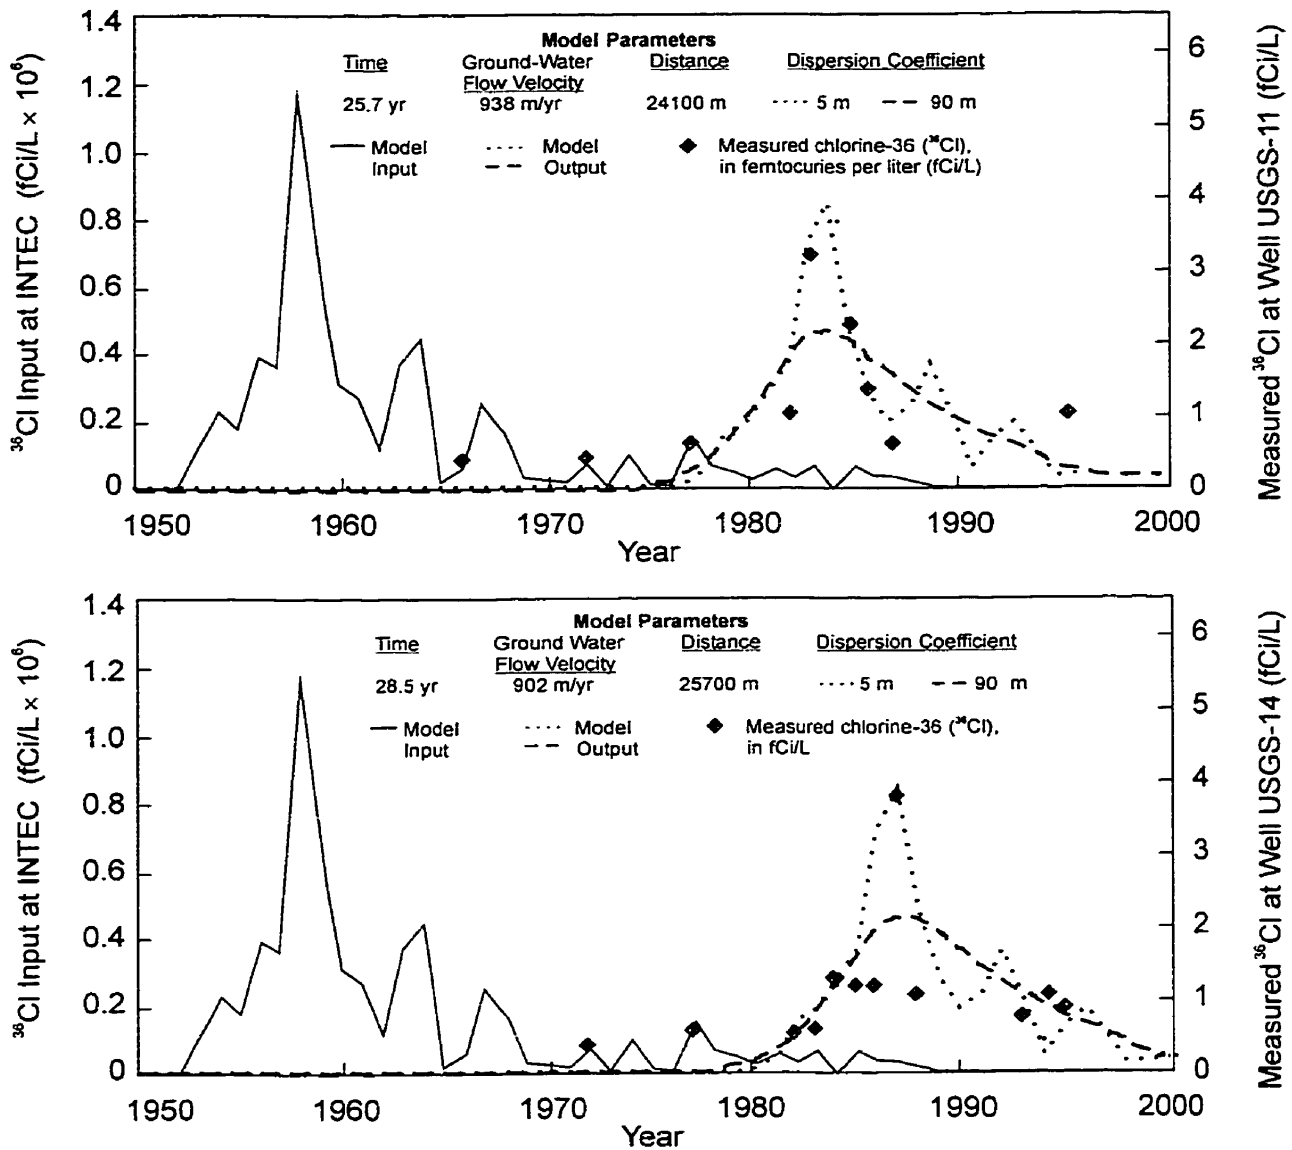 Model Parameters
Time Ground-Water Flow Velocity Distance Dispersion Coefficient
25.7 yr 938 m/yr 24100 m ····· 5 m — — 90 m
— Model Input ···· Model – – Output ◆ Measured chlorine-36 (³⁶Cl), in femtocuries per liter (fCi/L)
³⁶Cl Input at INTEC (fCi/L × 10⁶)
1.4
1.2
1.0
0.8
0.6
0.4
0.2
0
Measured ³⁶Cl at Well USGS-11 (fCi/L)
6
5
4
3
2
1
0
1950 1960 1970 1980 1990 2000
Year
Model Parameters
Time Ground Water Flow Velocity Distance Dispersion Coefficient
28.5 yr 902 m/yr 25700 m ····· 5 m – – 90 m
— Model Input ···· Model – – Output ◆ Measured chlorine-36 (³⁶Cl), in fCi/L
³⁶Cl Input at INTEC (fCi/L × 10⁶)
1.4
1.2
1.0
0.8
0.6
0.4
0.2
0
Measured ³⁶Cl at Well USGS-14 (fCi/L)
6
5
4
3
2
1
0
1950 1960 1970 1980 1990 2000
Year